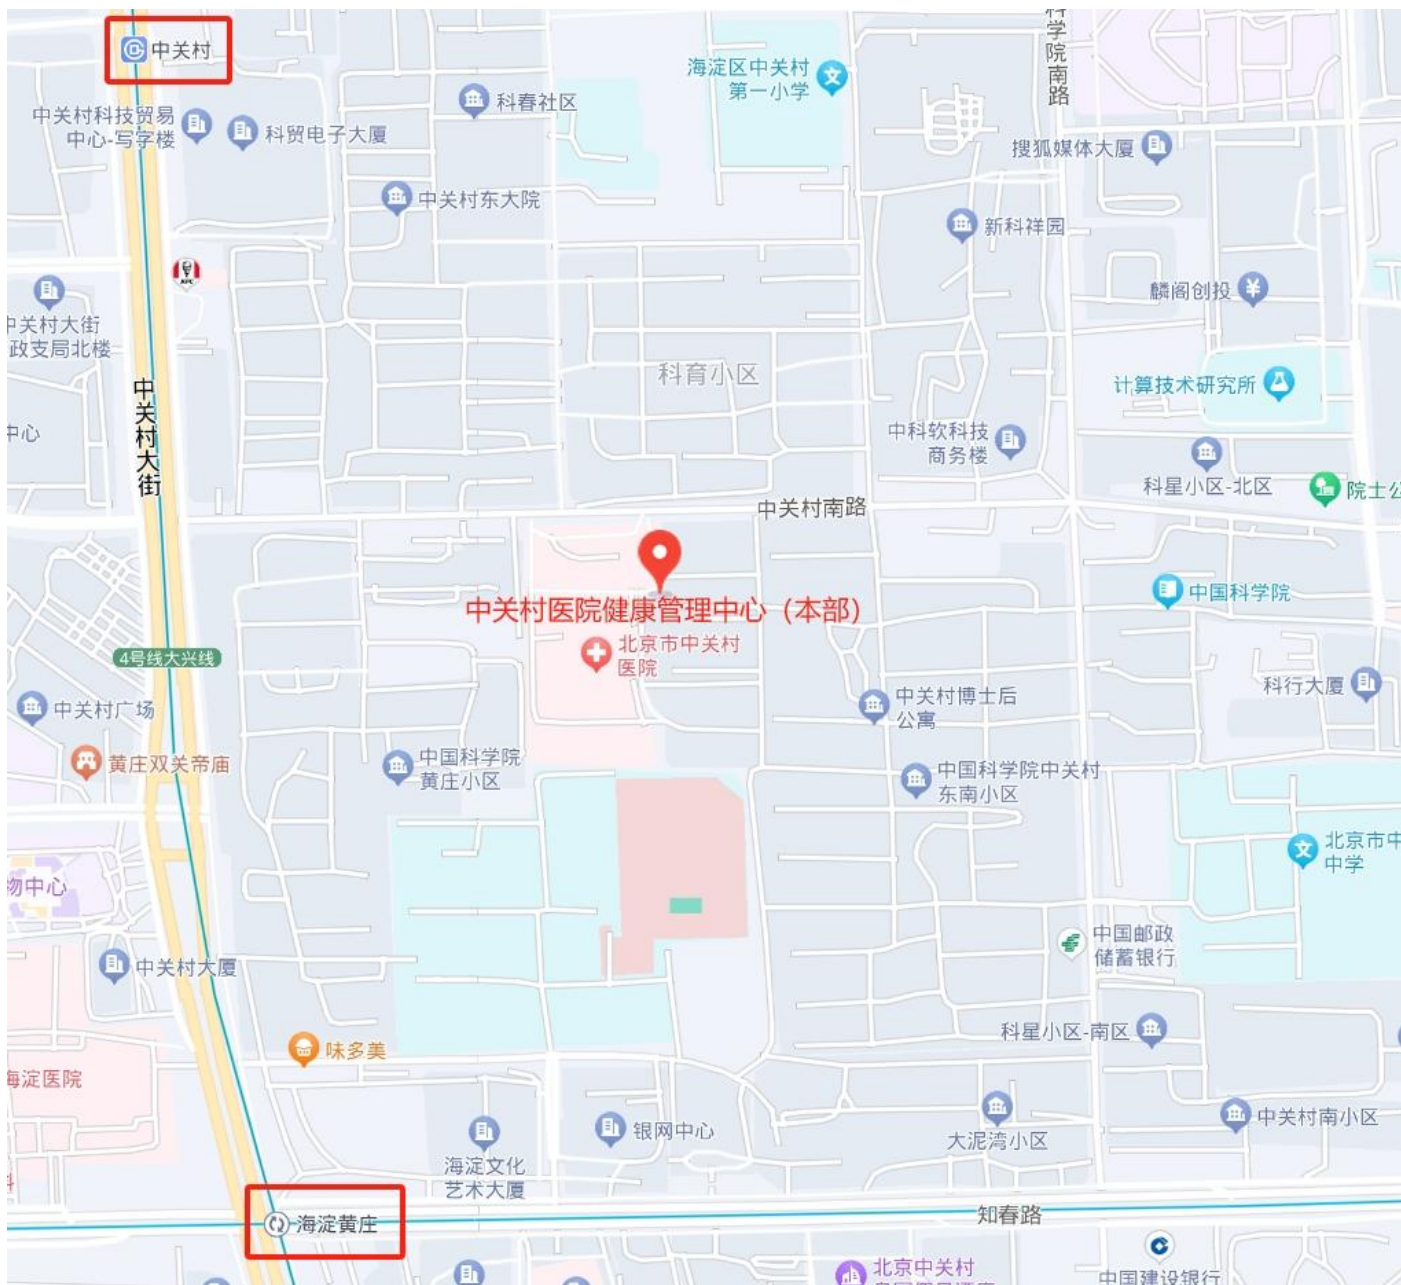 中关村
科学院南路
海淀区中关村
第一小学
科春社区
中关村科技贸易
中心-写字楼
科贸电子大厦
搜狐媒体大厦
中关村东大院
新科祥园
KFC
麟阁创投
中关村大街
政支局北楼
科育小区
计算技术研究所
中关村大街
中心
中科软科技
商务楼
科星小区-北区
院士公
中关村南路
中国科学院
中关村医院健康管理中心（本部）
北京市中关村
医院
4号线大兴线
科行大厦
中关村广场
中关村博士后
公寓
黄庄双关帝庙
中国科学院
黄庄小区
中国科学院中关村
东南小区
北京市中
中学
物中心
中国邮政
储蓄银行
中关村大厦
科星小区-南区
味多美
海淀医院
中关村南小区
银网中心
大泥湾小区
海淀文化
艺术大厦
海淀黄庄
知春路
北京中关村
中国建设银行